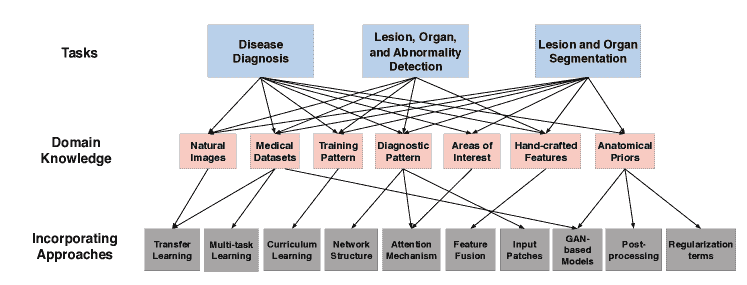 Tasks
Disease
Diagnosis
Lesion, Organ,
and Abnormality
Detection
Lesion and Organ
Segmentation
Domain
Knowledge
Natural
Images
Medical
Datasets
Training
Pattern
Diagnostic
Pattern
Areas of
Interest
Hand-crafted
Features
Anatomical
Priors
Incorporating
Approaches
Transfer
Learning
Multi-task
Learning
Curriculum
Learning
Network
Structure
Attention
Mechanism
Feature
Fusion
Input
Patches
GAN-
based
Models
Post-
processing
Regularization
terms